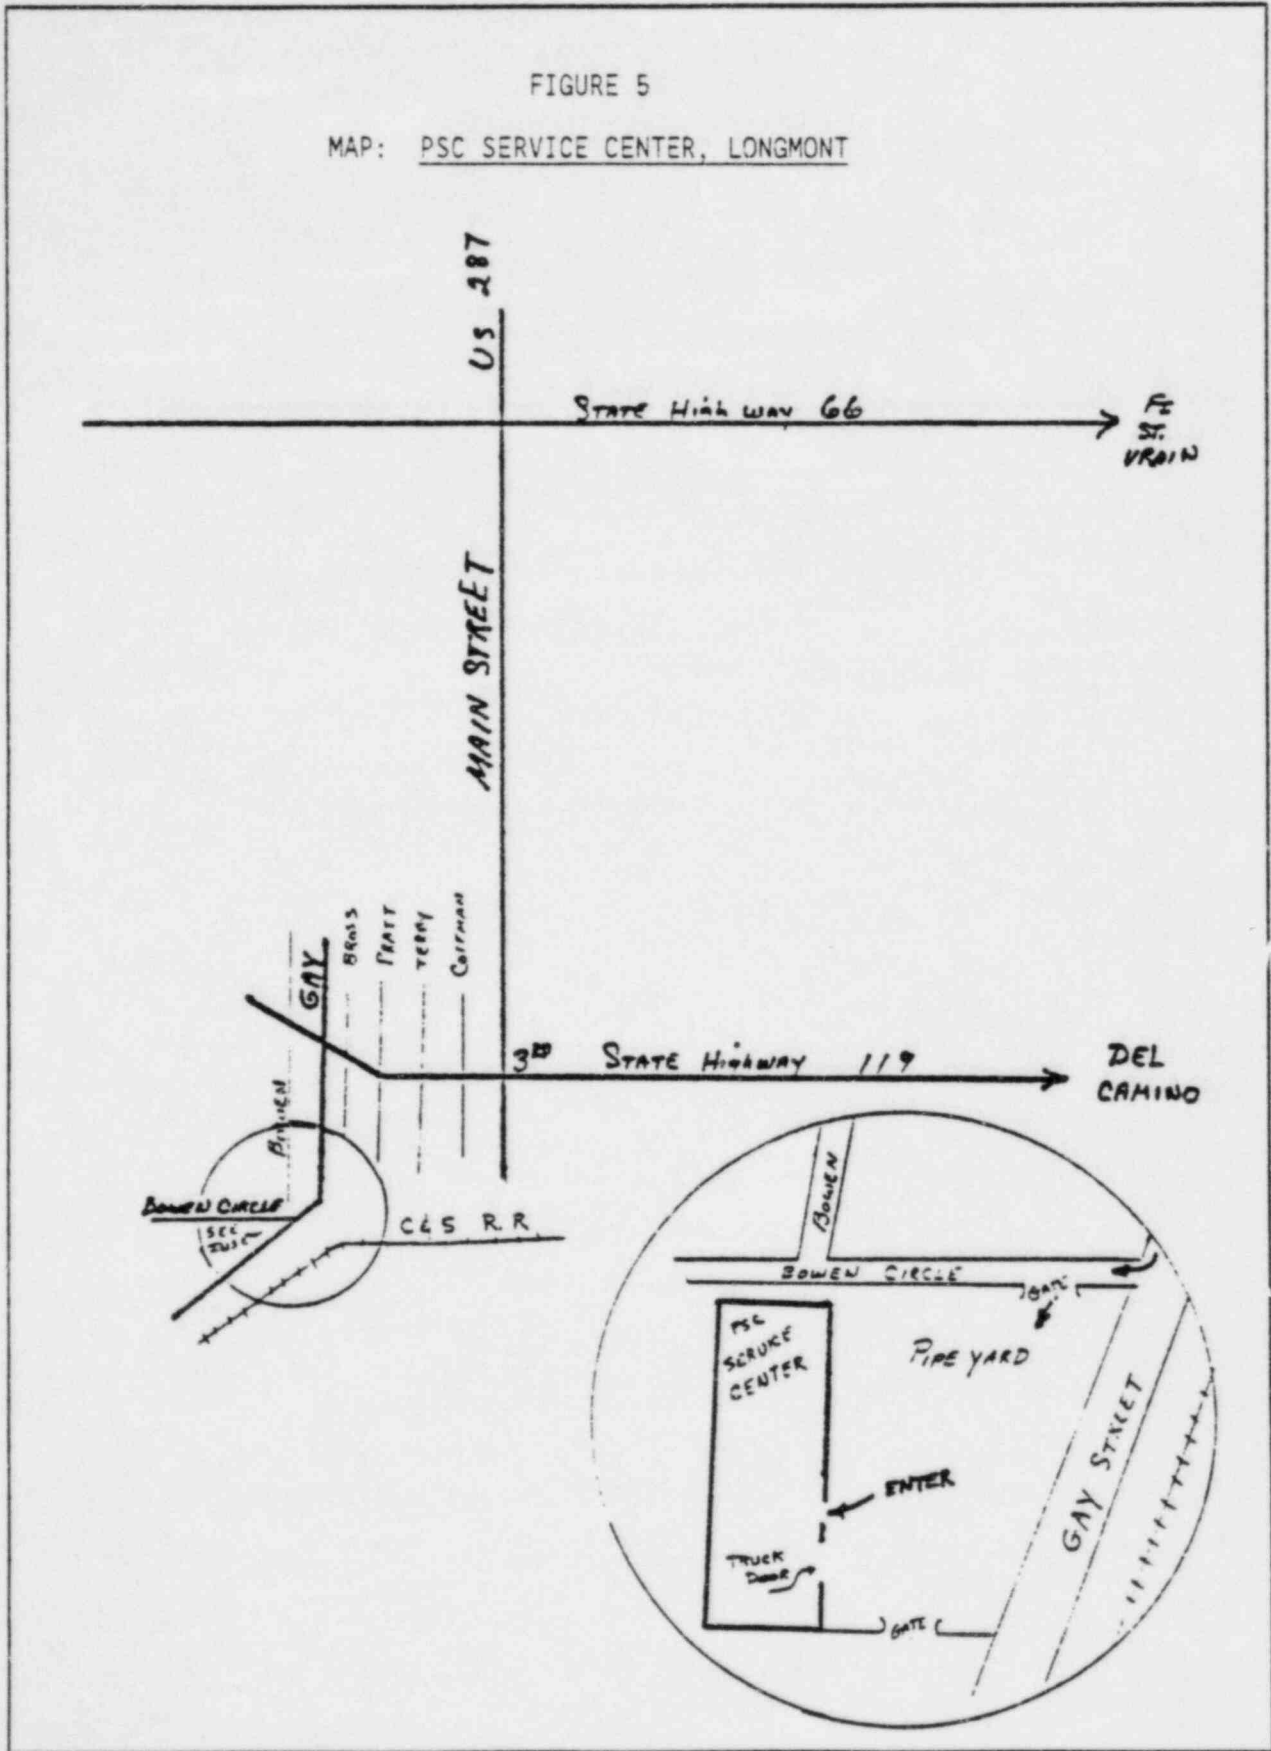 FIGURE 5
MAP: PSC SERVICE CENTER, LONGMONT
US 287
STATE HIGHWAY 66
FT
ST.
VRAIN
MAIN STREET
GAY
BROSS
PRATT
TERRY
COFFMAN
BOWEN
3RD STATE HIGHWAY 119
DEL
CAMINO
BOWEN CIRCLE
SEE
C & S R.R.
BOWEN
BOWEN CIRCLE
GATE
PSC
SERVICE
CENTER
PIPE YARD
GAY STREET
ENTER
TRUCK
DOOR
GATE